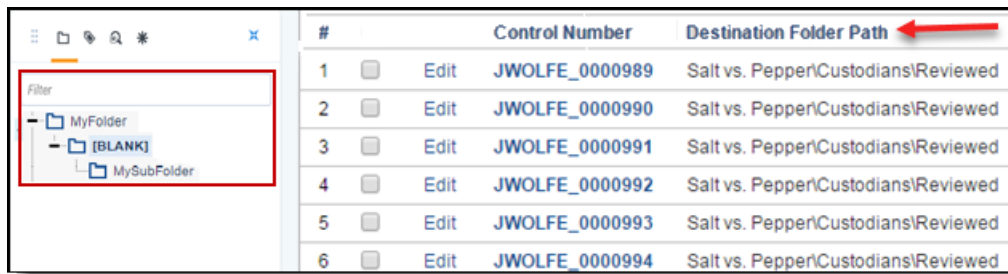 Filter
MyFolder
[BLANK]
MySubFolder
# Control Number Destination Folder Path
1 Edit JWOLFE_0000989 Salt vs. Pepper\Custodians\Reviewed
2 Edit JWOLFE_0000990 Salt vs. Pepper\Custodians\Reviewed
3 Edit JWOLFE_0000991 Salt vs. Pepper\Custodians\Reviewed
4 Edit JWOLFE_0000992 Salt vs. Pepper\Custodians\Reviewed
5 Edit JWOLFE_0000993 Salt vs. Pepper\Custodians\Reviewed
6 Edit JWOLFE_0000994 Salt vs. Pepper\Custodians\Reviewed